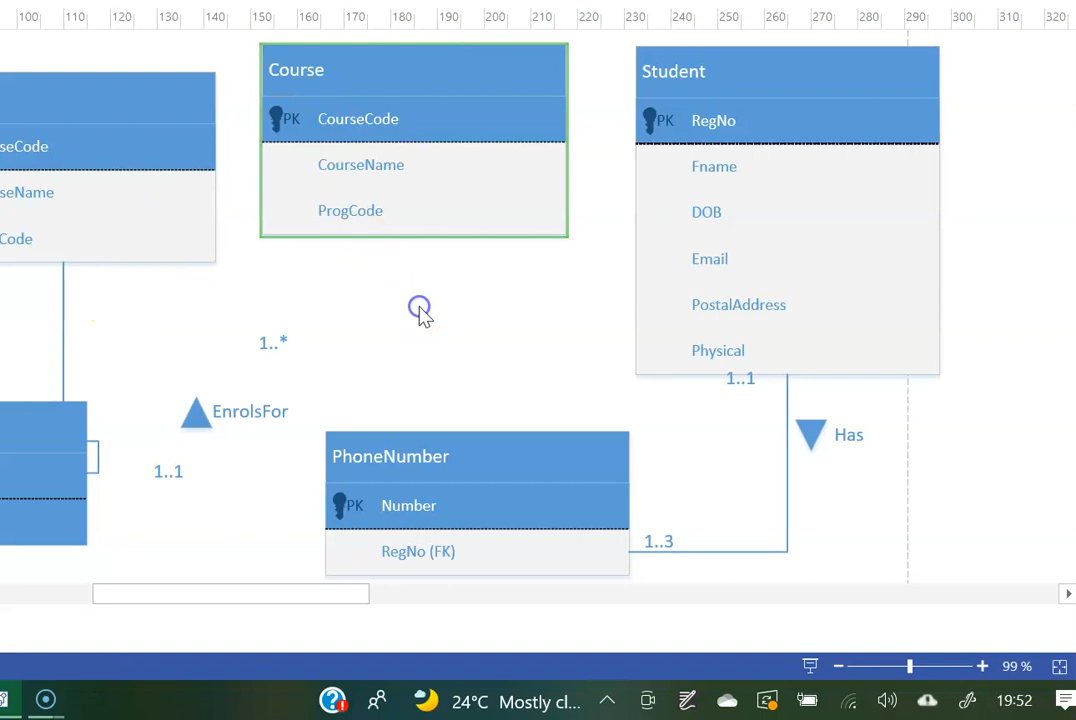 100 110 120 130 140 150 160 170 180 190 200 210 220 230 240 250 260 270 280 290 300 310 320
Course
PK CourseCode
CourseName
ProgCode
Student
PK RegNo
Fname
DOB
Email
PostalAddress
Physical
seCode
seName
Code
1..*
EnrolsFor
1..1
1..1
Has
PhoneNumber
PK Number
RegNo (FK)
1..3
99 %
24°C Mostly cl...
19:52